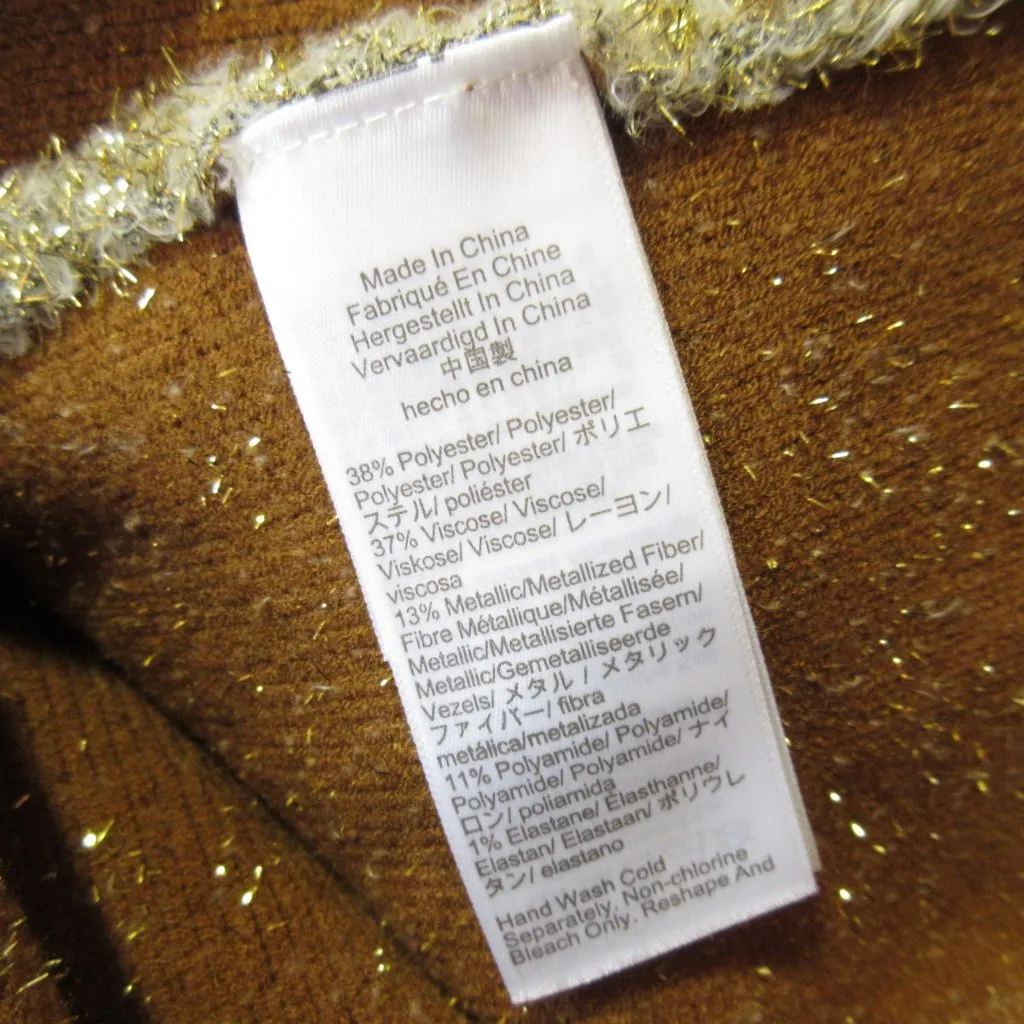 Made In China
Fabriqué En Chine
Hergestellt In China
Vervaardigd In China
中国製
hecho en china
38% Polyester/ Polyester/
Polyester/ Polyester/ ポリエ
ステル/ poliéster
37% Viscose/ Viscose/
Viskose/ Viscose/ レーヨン/
viscosa
13% Metallic/Metallized Fiber/
Fibre Métallique/Métallisée/
Metallic/Metallisierte Fasern/
Metallic/Gemetalliseerde
Vezels/ メタル / メタリック
ファイバー/ fibra
metálica/metalizada
11% Polyamide/ Polyamide/
Polyamide/ Polyamide/ ナイ
ロン/ poliamida
1% Elastane/ Élasthanne/
Elastan/ Elastaan/ ポリウレ
タン/ elastano
Hand Wash Cold
Separately, Non-chlorine
Bleach Only. Reshape And